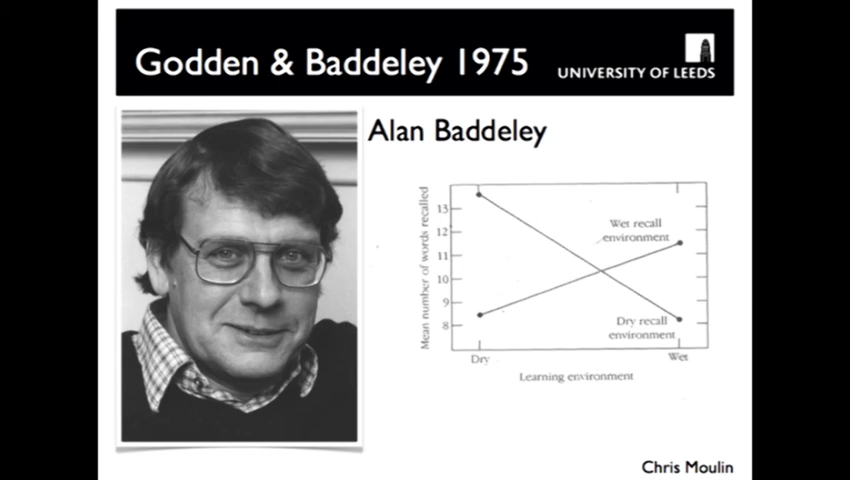 Godden & Baddeley 1975
UNIVERSITY OF LEEDS
Alan Baddeley
Mean number of words recalled
13
12
11
10
9
8
Wet recall
environment
Dry recall
environment
Dry
Wet
Learning environment
Chris Moulin